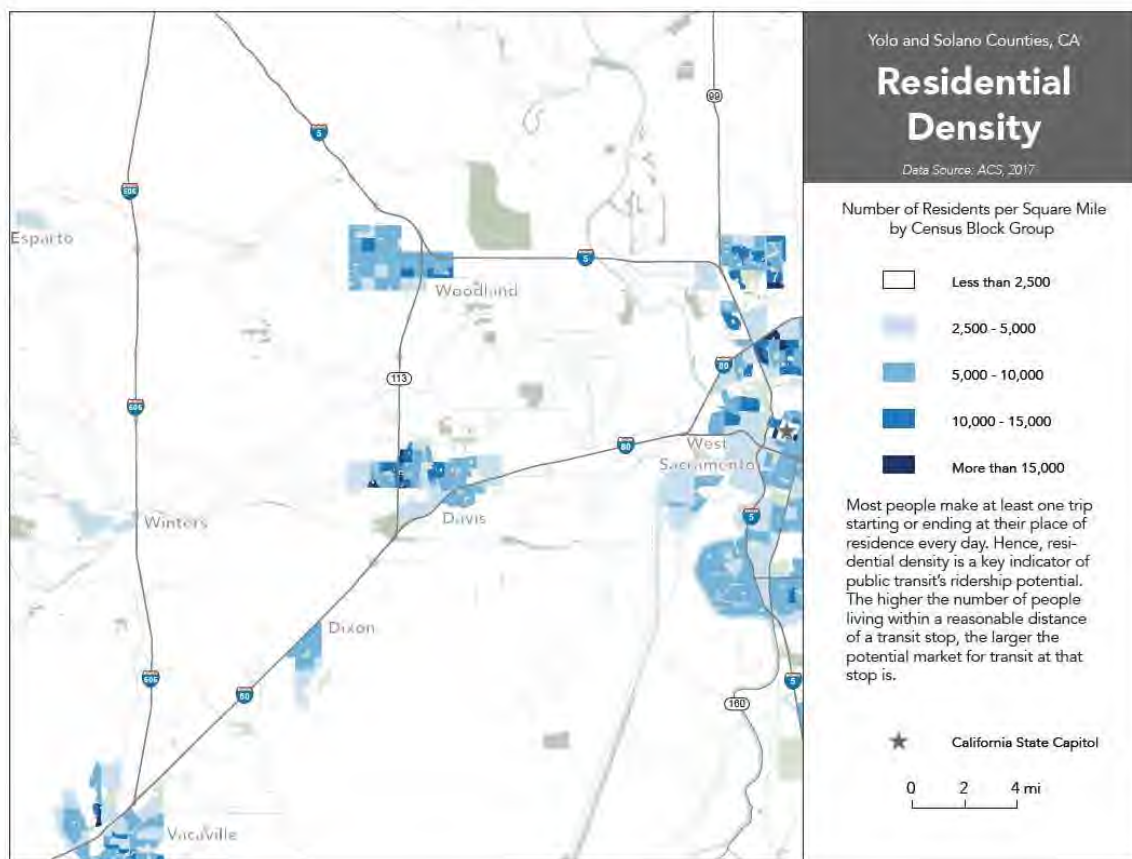 Yolo and Solano Counties, CA
Residential
Density
Data Source: ACS, 2017
Number of Residents per Square Mile
by Census Block Group
Less than 2,500
2,500 - 5,000
5,000 - 10,000
10,000 - 15,000
More than 15,000
Most people make at least one trip
starting or ending at their place of
residence every day. Hence, resi-
dential density is a key indicator of
public transit's ridership potential.
The higher the number of people
living within a reasonable distance
of a transit stop, the larger the
potential market for transit at that
stop is.
California State Capitol
0 2 4 mi
99
5
505
Esparto
5
Woodland
80
113
505
80
West
Sacramento
5
Winters
Davis
Dixon
505
80
5
160
Vacaville